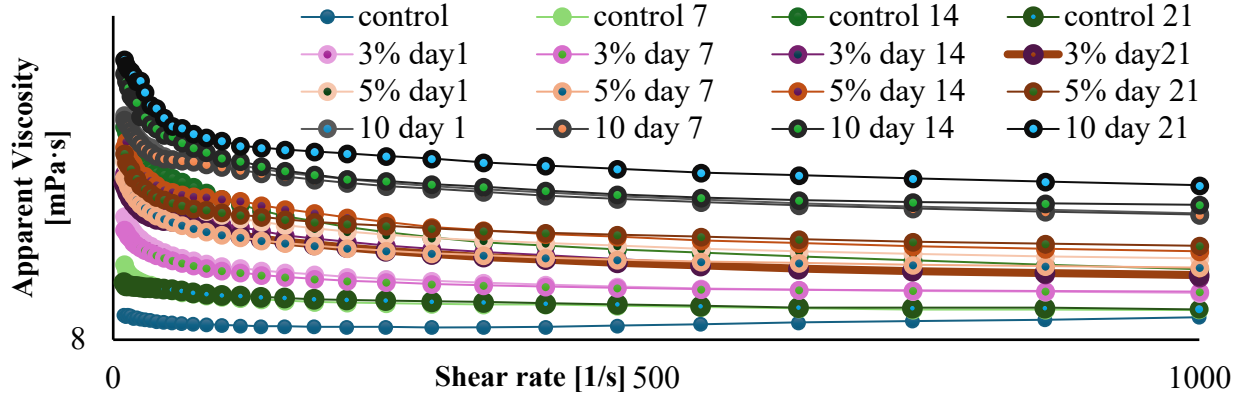 control control 7 control 14 control 21
3% day1 3% day 7 3% day 14 3% day21
5% day1 5% day 7 5% day 14 5% day 21
10 day 1 10 day 7 10 day 14 10 day 21
Apparent Viscosity
[mPa·s]
8
0 Shear rate [1/s] 500 1000